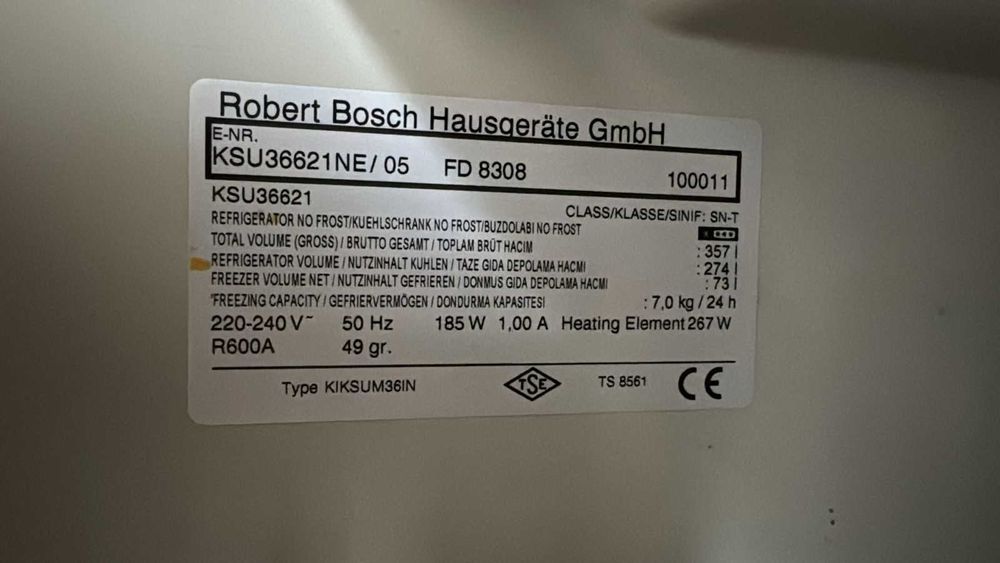 Robert Bosch Hausgeräte GmbH
E-NR.
KSU36621NE/ 05 FD 8308 100011
KSU36621
CLASS/KLASSE/SINIF: SN-T
REFRIGERATOR NO FROST/KUEHLSCHRANK NO FROST/BUZDOLABI NO FROST
TOTAL VOLUME (GROSS) / BRUTTO GESAMT / TOPLAM BRÜT HACIM : 357 l
REFRIGERATOR VOLUME / NUTZINHALT KUHLEN / TAZE GIDA DEPOLAMA HACMI : 274 l
FREEZER VOLUME NET / NUTZINHALT GEFRIEREN / DONMUS GIDA DEPOLAMA HACMI : 73 l
*FREEZING CAPACITY / GEFRIERVERMÖGEN / DONDURMA KAPASITESI : 7,0 kg / 24 h
220-240 V~ 50 Hz 185 W 1,00 A Heating Element 267 W
R600A 49 gr.
Type KIKSUM36IN TSE TS 8561 CE